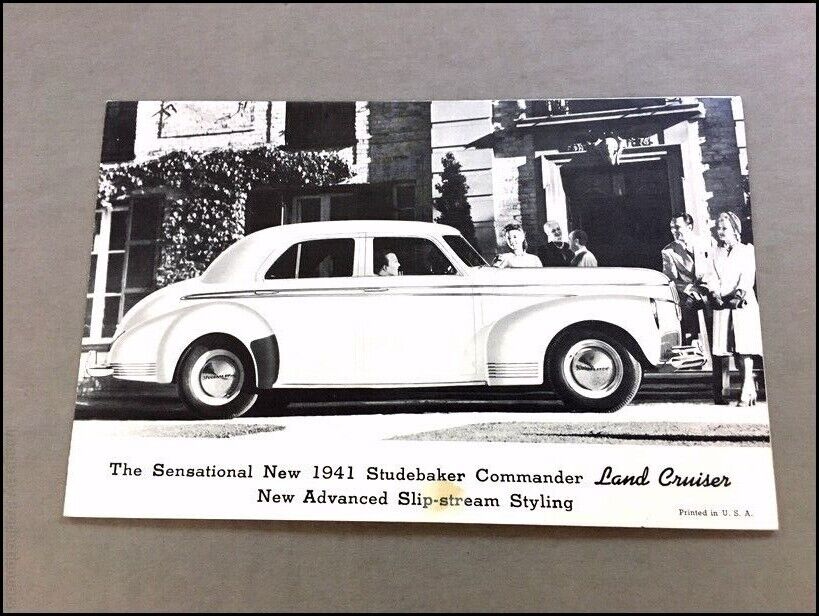 The Sensational New 1941 Studebaker Commander Land Cruiser
New Advanced Slip-stream Styling
Printed in U. S. A.